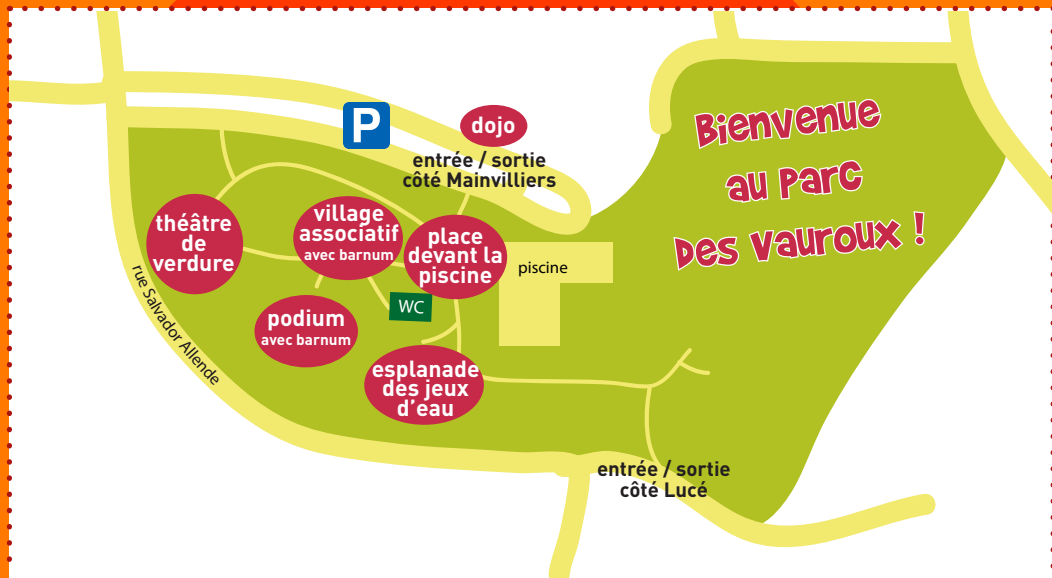 P
dojo
entrée / sortie
côté Mainvilliers
Bienvenue
au parc
des Vauroux !
théâtre
de
verdure
village
associatif
avec barnum
place
devant la
piscine
piscine
WC
podium
avec barnum
rue Salvador Allende
esplanade
des jeux
d'eau
entrée / sortie
côté Lucé